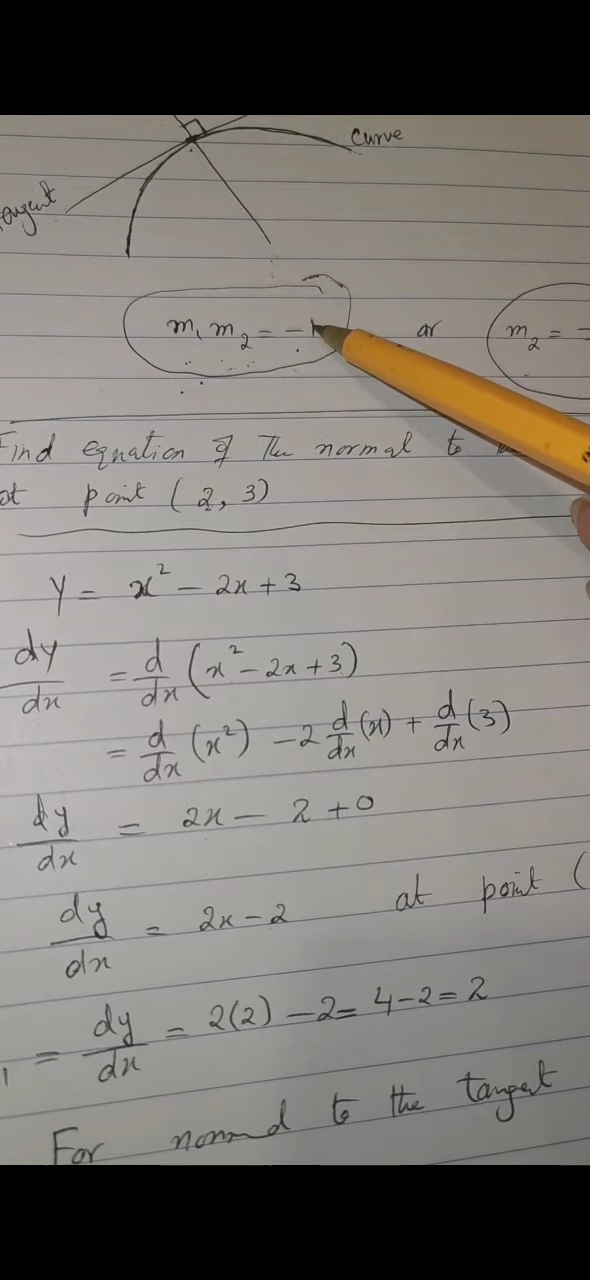 curve
m₁ m₂ = -1 or m₂ = -
Find equation of The normal to
at point (2, 3)
y = x² - 2x + 3
dy/dx = d/dx (x² - 2x + 3)
= d/dx (x²) - 2 d/dx (x) + d/dx (3)
dy/dx = 2x - 2 + 0
dy/dx = 2x - 2 at point (
1 = dy/dx = 2(2) - 2 = 4 - 2 = 2
For normal to the tangent